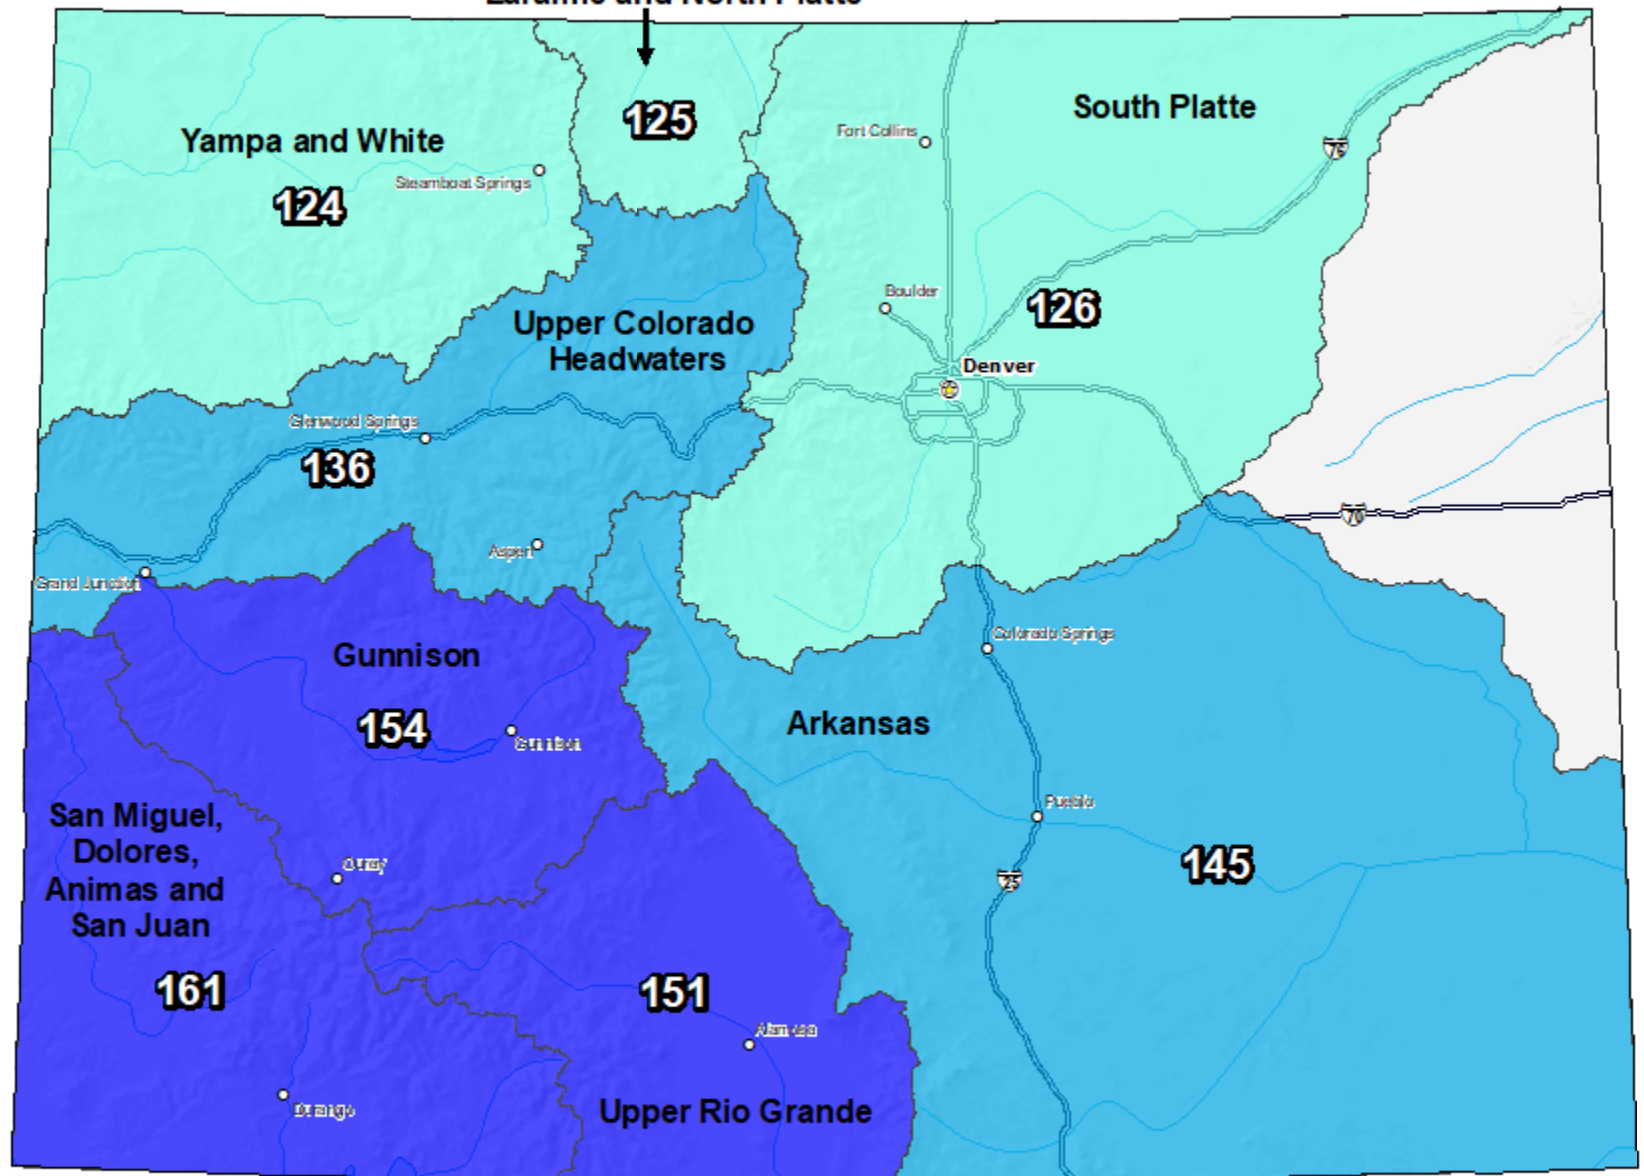 Laramie and North Platte
125
Fort Collins
South Platte
76
Yampa and White
Steamboat Springs
124
Boulder
126
Upper Colorado
Headwaters
Denver
Glenwood Springs
136
70
Aspen
Grand Junction
Colorado Springs
Gunnison
154
Gunnison
Arkansas
Pueblo
San Miguel,
Dolores,
Animas and
San Juan
Ouray
145
25
161
151
Alamosa
Durango
Upper Rio Grande